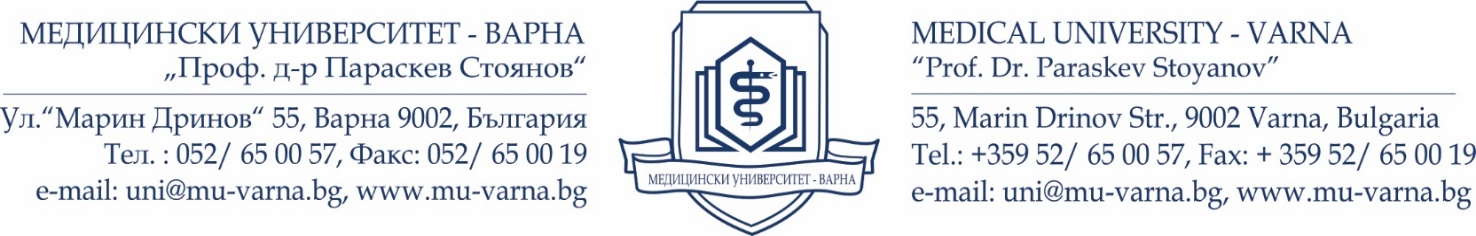 МЕДИЦИНСКИ УНИВЕРСИТЕТ - ВАРНА
„Проф. д-р Параскев Стоянов“
Ул.“Марин Дринов“ 55, Варна 9002, България
Тел. : 052/ 65 00 57, Факс: 052/ 65 00 19
e-mail: uni@mu-varna.bg, www.mu-varna.bg
МЕДИЦИНСКИ УНИВЕРСИТЕТ - ВАРНА
MEDICAL UNIVERSITY - VARNA
“Prof. Dr. Paraskev Stoyanov”
55, Marin Drinov Str., 9002 Varna, Bulgaria
Tel.: +359 52/ 65 00 57, Fax: + 359 52/ 65 00 19
e-mail: uni@mu-varna.bg, www.mu-varna.bg